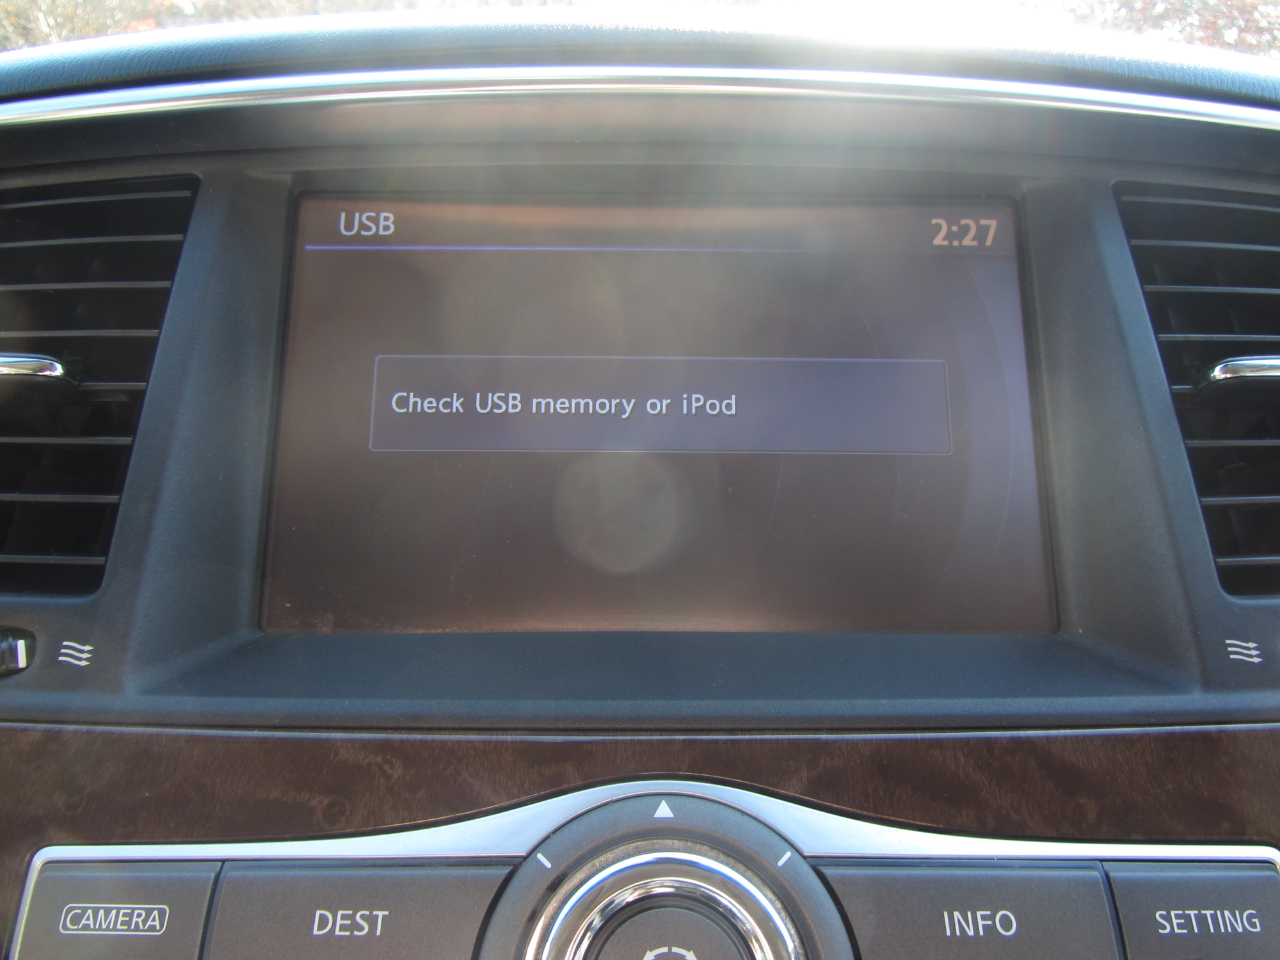 USB 2:27
Check USB memory or iPod
CAMERA DEST INFO SETTING